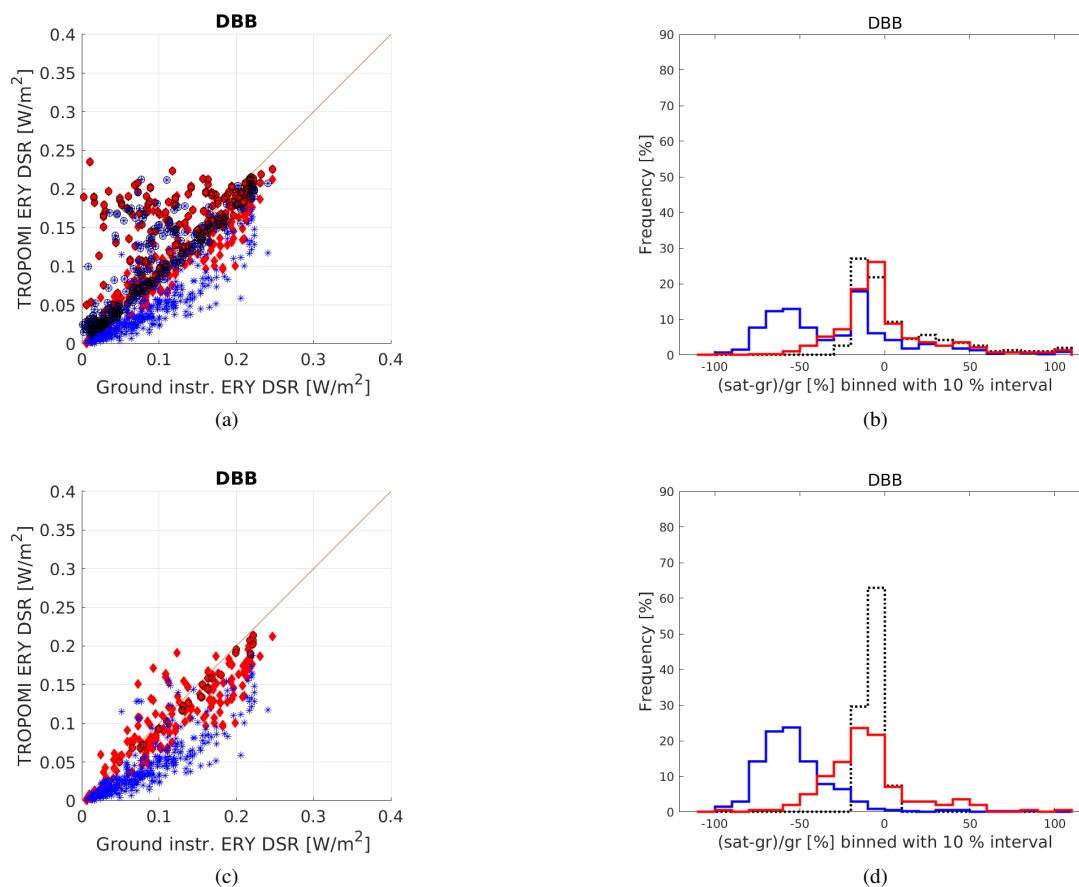 DBB
TROPOMI ERY DSR [W/m²]
0.4
0.35
0.3
0.25
0.2
0.15
0.1
0.05
0
0 0.1 0.2 0.3 0.4
Ground instr. ERY DSR [W/m²]
(a)
DBB
Frequency [%]
90
80
70
60
50
40
30
20
10
0
-100 -50 0 50 100
(sat-gr)/gr [%] binned with 10 % interval
(b)
DBB
TROPOMI ERY DSR [W/m²]
0.4
0.35
0.3
0.25
0.2
0.15
0.1
0.05
0
0 0.1 0.2 0.3 0.4
Ground instr. ERY DSR [W/m²]
(c)
DBB
Frequency [%]
90
80
70
60
50
40
30
20
10
0
-100 -50 0 50 100
(sat-gr)/gr [%] binned with 10 % interval
(d)